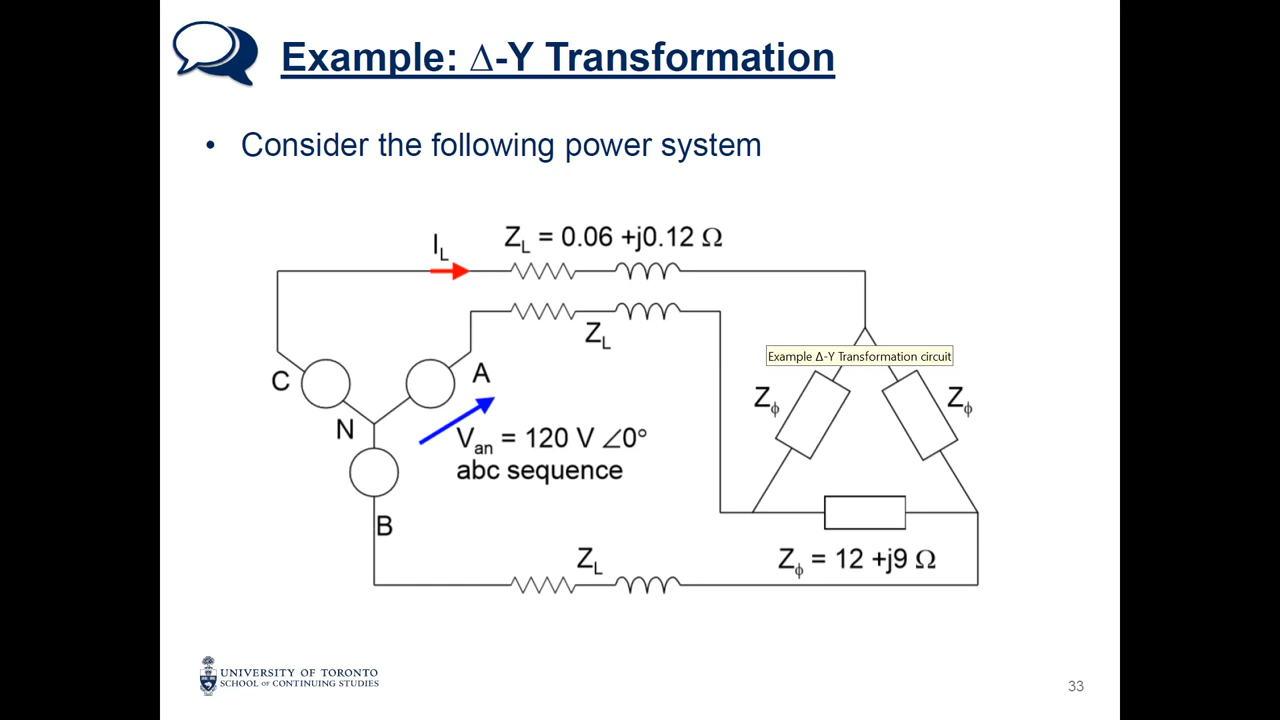 Example: Δ-Y Transformation
• Consider the following power system
I_L
Z_L = 0.06 +j0.12 Ω
Z_L
Example Δ-Y Transformation circuit
C
A
Z_ϕ
Z_ϕ
N
V_an = 120 V ∠0°
abc sequence
B
Z_L
Z_ϕ = 12 +j9 Ω
UNIVERSITY OF TORONTO
SCHOOL OF CONTINUING STUDIES
33